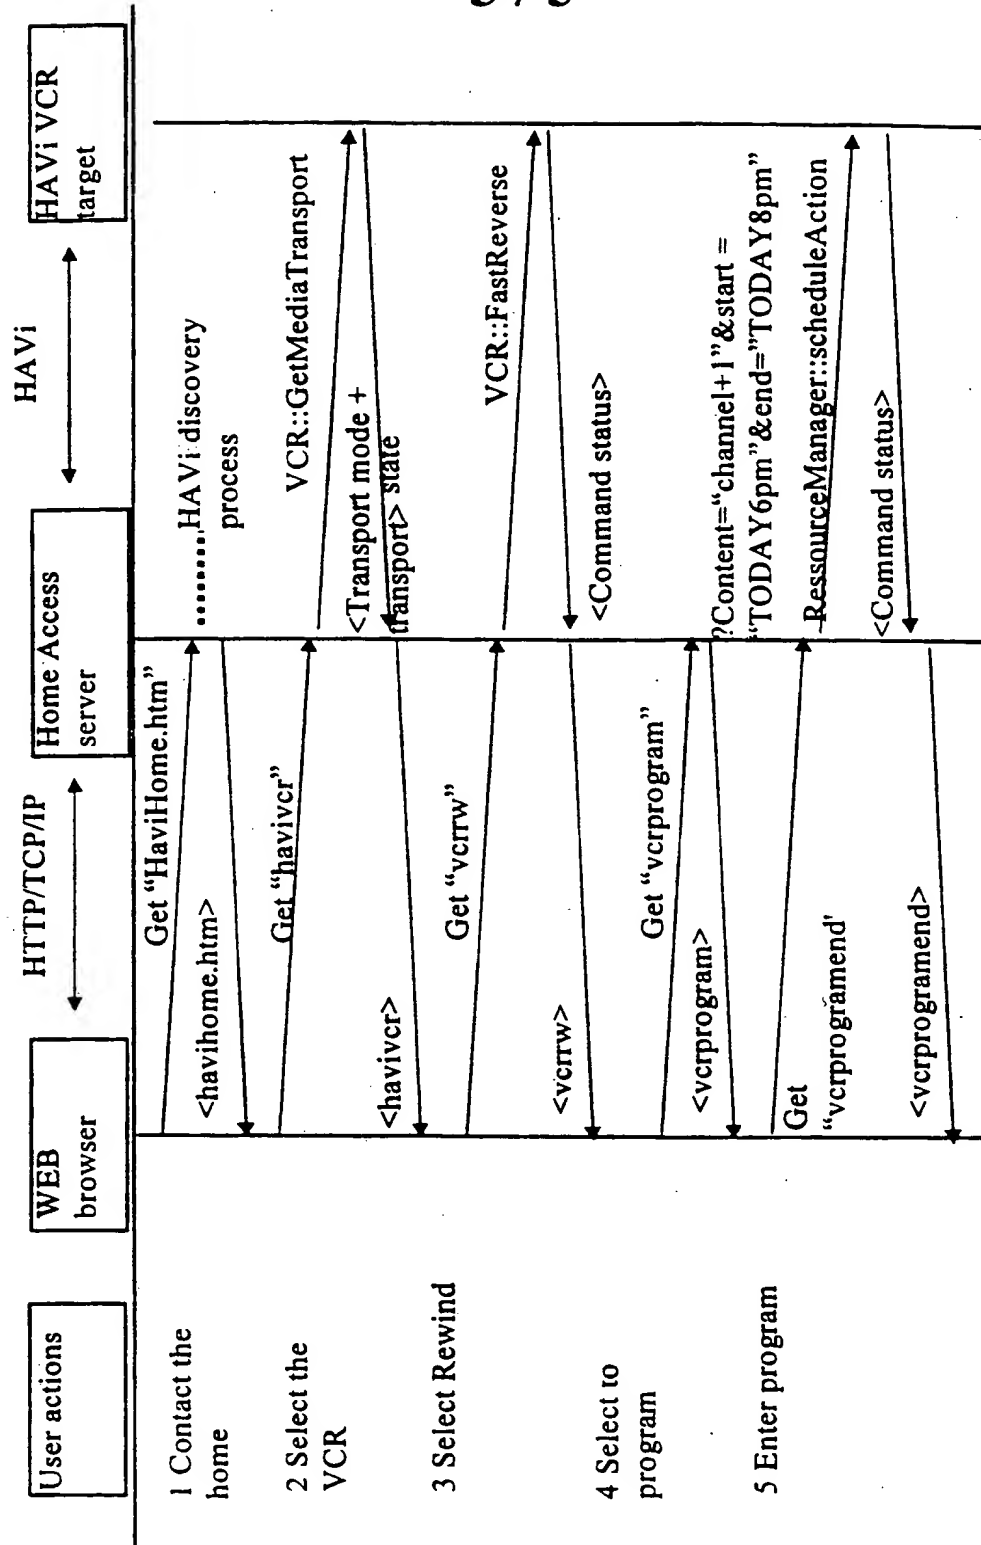 HTTP/TCP/IP
HAVi
User actions
WEB
browser
Home Access
server
HAVi VCR
target
1 Contact the
home
Get “HaviHome.htm”
<havihome.htm>
HAVi discovery
process
2 Select the
VCR
Get “havivcr”
VCR::GetMediaTransport
<Transport mode +
transport> state
<havivcr>
3 Select Rewind
Get “vcrrw”
VCR::FastReverse
<Command status>
<vcrrw>
4 Select to
program
Get “vcrprogram”
<vcrprogram>
5 Enter program
Get
“vcrprogramend'
?Content=“channel+1”&start =
“TODAY6pm”&end=”TODAY8pm”
RessourceManager::scheduleAction
<Command status>
<vcrprogramend>